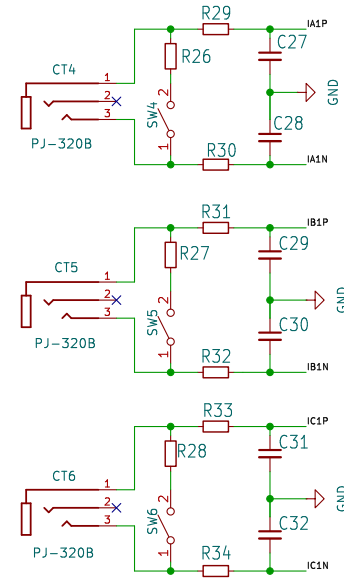 R29
IA1P
C27
R26
CT4
1
2
3
PJ-320B
2
SW4
1
GND
C28
R30
IA1N
R31
IB1P
C29
R27
CT5
1
2
3
PJ-320B
2
SW5
1
GND
C30
R32
IB1N
R33
IC1P
C31
R28
CT6
1
2
3
PJ-320B
2
SW6
1
GND
C32
R34
IC1N